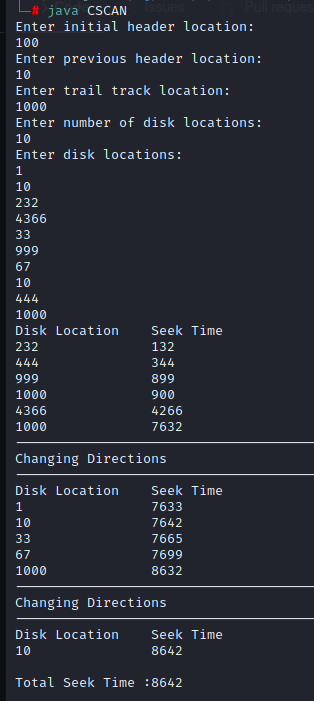 Issues Pull reque
└─# java CSCAN
Enter initial header location:
100
Enter previous header location:
10
Enter trail track location:
1000
Enter number of disk locations:
10
Enter disk locations:
1
10
232
4366
33
999
67
10
444
1000
Disk Location Seek Time
232 132
444 344
999 899
1000 900
4366 4266
1000 7632
Changing Directions
Disk Location Seek Time
1 7633
10 7642
33 7665
67 7699
1000 8632
Changing Directions
Disk Location Seek Time
10 8642
Total Seek Time :8642